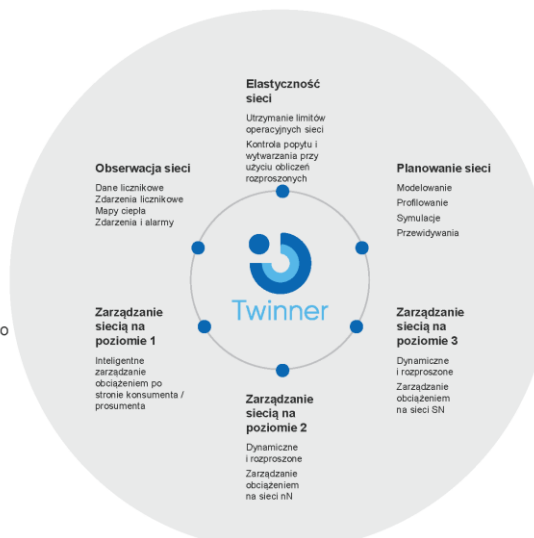 Elastyczność
sieci
Utrzymanie limitów
operacyjnych sieci
Kontrola popytu i
wytwarzania przy
użyciu obliczeń
rozproszonych
Obserwacja sieci
Dane licznikowe
Zdarzenia licznikowe
Mapy ciepła
Zdarzenia i alarmy
Planowanie sieci
Modelowanie
Profilowanie
Symulacje
Przewidywania
Twinner
o
Zarządzanie
siecią na
poziomie 1
Inteligentne
zarządzanie
obciążeniem po
stronie konsumenta /
prosumenta
Zarządzanie
siecią na
poziomie 2
Dynamiczne
i rozproszone
Zarządzanie
obciążeniem
na sieci nN
Zarządzanie
siecią na
poziomie 3
Dynamiczne
i rozproszone
Zarządzanie
obciążeniem
na sieci SN